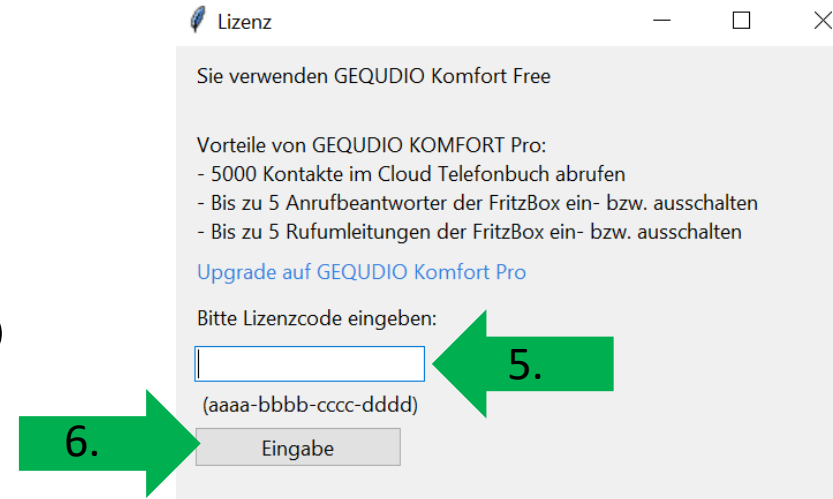 Lizenz
Sie verwenden GEQUDIO Komfort Free
Vorteile von GEQUDIO KOMFORT Pro:
- 5000 Kontakte im Cloud Telefonbuch abrufen
- Bis zu 5 Anrufbeantworter der FritzBox ein- bzw. ausschalten
- Bis zu 5 Rufumleitungen der FritzBox ein- bzw. ausschalten
Upgrade auf GEQUDIO Komfort Pro
Bitte Lizenzcode eingeben:
)
5.
(aaaa-bbbb-cccc-dddd)
6.
Eingabe